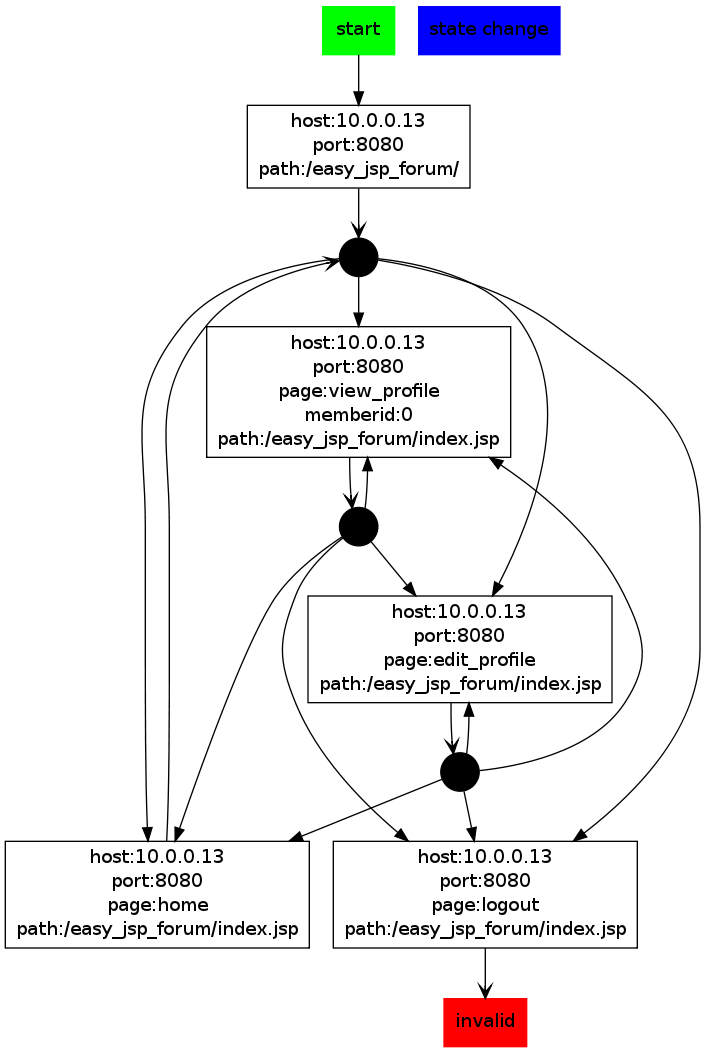 start
state change
host:10.0.0.13
port:8080
path:/easy_jsp_forum/
host:10.0.0.13
port:8080
page:view_profile
memberid:0
path:/easy_jsp_forum/index.jsp
host:10.0.0.13
port:8080
page:edit_profile
path:/easy_jsp_forum/index.jsp
host:10.0.0.13
port:8080
page:home
path:/easy_jsp_forum/index.jsp
host:10.0.0.13
port:8080
page:logout
path:/easy_jsp_forum/index.jsp
invalid